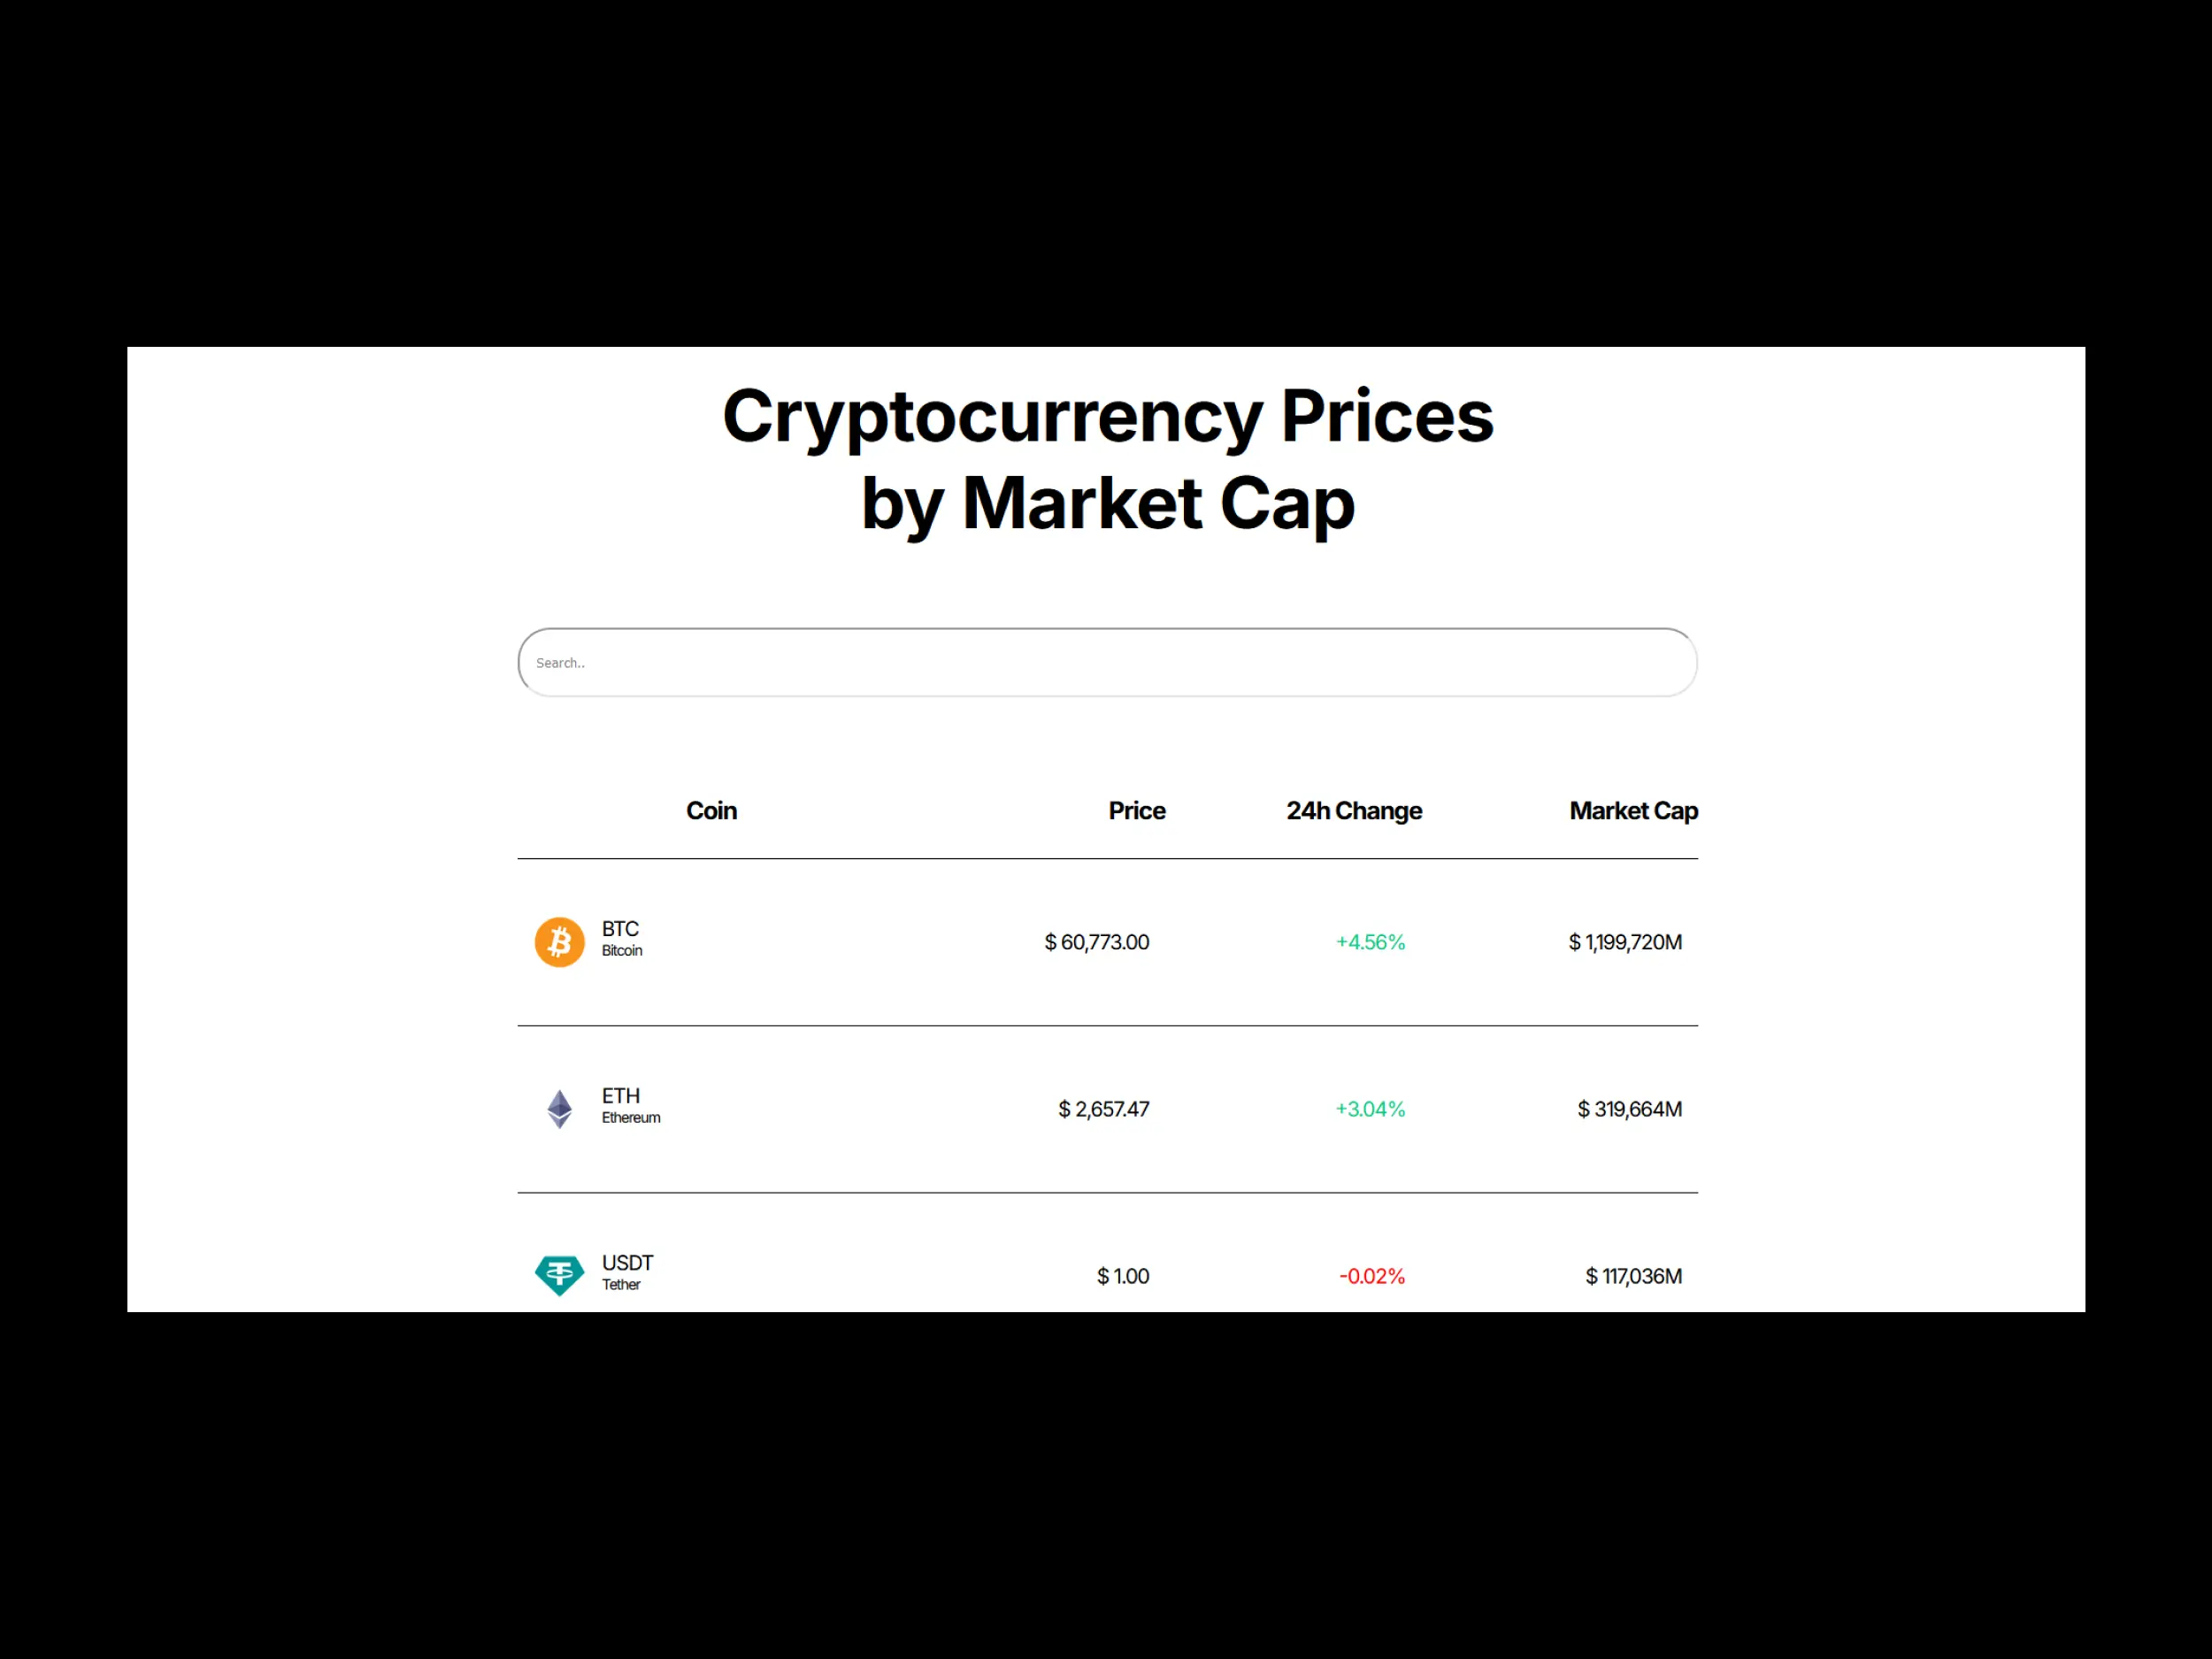 Cryptocurrency Prices
by Market Cap
Search..
Coin Price 24h Change Market Cap
BTC
Bitcoin
$ 60,773.00 +4.56% $ 1,199,720M
ETH
Ethereum
$ 2,657.47 +3.04% $ 319,664M
USDT
Tether
$ 1.00 -0.02% $ 117,036M